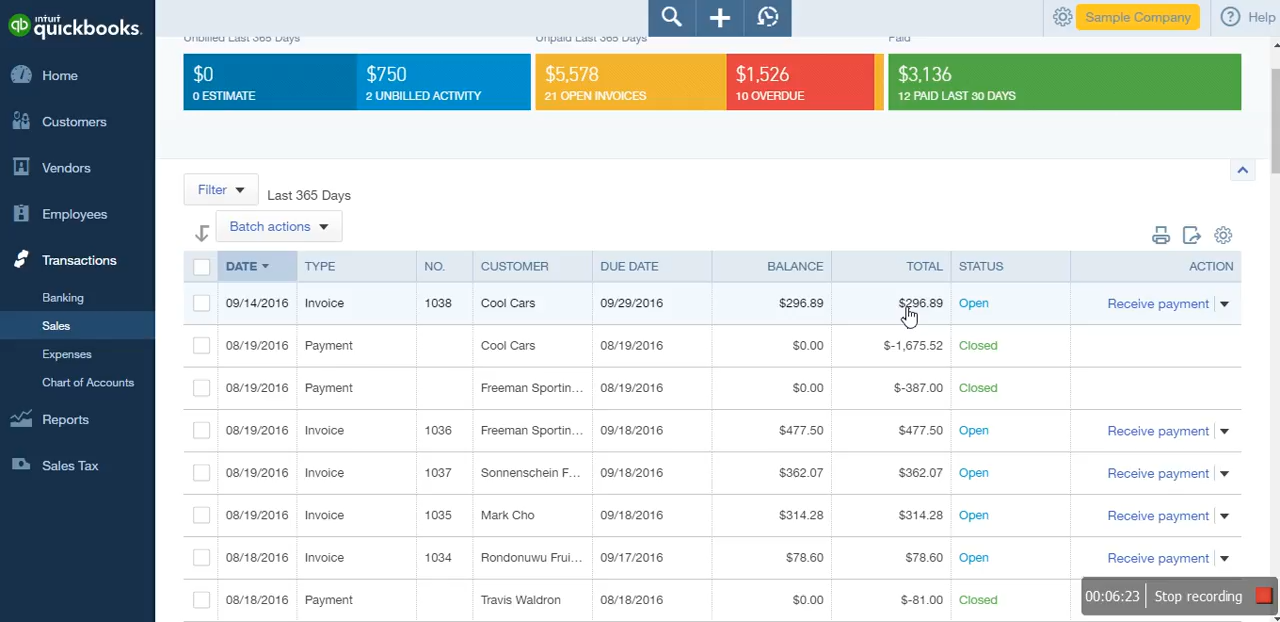 intuit
qb quickbooks.
Sample Company
Help
Home
Customers
Vendors
Employees
Transactions
Banking
Sales
Expenses
Chart of Accounts
Reports
Sales Tax
Unbilled Last 365 Days
Unpaid Last 365 Days
Paid
$0
0 ESTIMATE
$750
2 UNBILLED ACTIVITY
$5,578
21 OPEN INVOICES
$1,526
10 OVERDUE
$3,136
12 PAID LAST 30 DAYS
Filter
Last 365 Days
Batch actions
DATE TYPE NO. CUSTOMER DUE DATE BALANCE TOTAL STATUS ACTION
09/14/2016 Invoice 1038 Cool Cars 09/29/2016 $296.89 $296.89 Open Receive payment
08/19/2016 Payment Cool Cars 08/19/2016 $0.00 $-1,675.52 Closed
08/19/2016 Payment Freeman Sportin... 08/19/2016 $0.00 $-387.00 Closed
08/19/2016 Invoice 1036 Freeman Sportin... 09/18/2016 $477.50 $477.50 Open Receive payment
08/19/2016 Invoice 1037 Sonnenschein F... 09/18/2016 $362.07 $362.07 Open Receive payment
08/19/2016 Invoice 1035 Mark Cho 09/18/2016 $314.28 $314.28 Open Receive payment
08/18/2016 Invoice 1034 Rondonuwu Frui... 09/17/2016 $78.60 $78.60 Open Receive payment
08/18/2016 Payment Travis Waldron 08/18/2016 $0.00 $-81.00 Closed
00:06:23 Stop recording